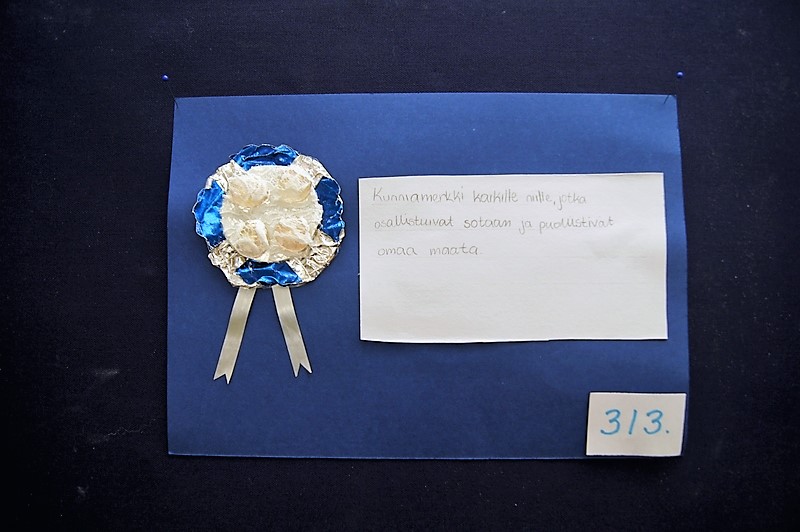 Kunniamerkki kaikille niille, jotka
osallistuivat sotaan ja puolustivat
omaa maata.
313.